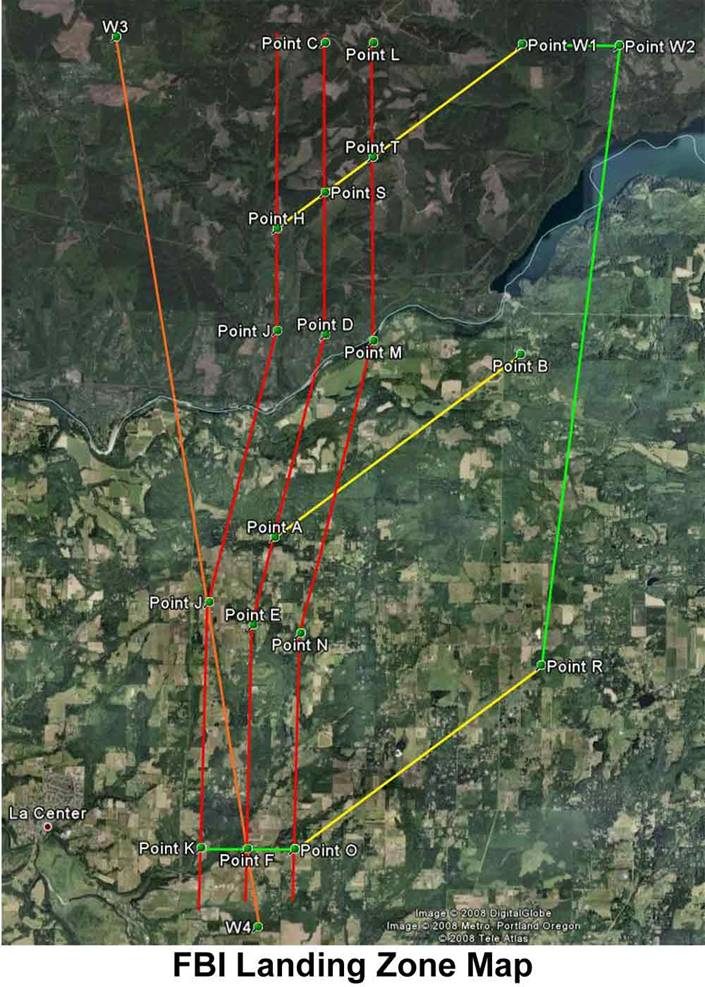 W3
Point C
Point L
Point W1
Point W2
Point T
Point S
Point H
Point J
Point D
Point M
Point B
Point A
Point J
Point E
Point N
Point R
La Center
Point K
Point F
Point O
W4
Image © 2008 DigitalGlobe
Image © 2008 Metro, Portland Oregon
© 2008 Tele Atlas
FBI Landing Zone Map